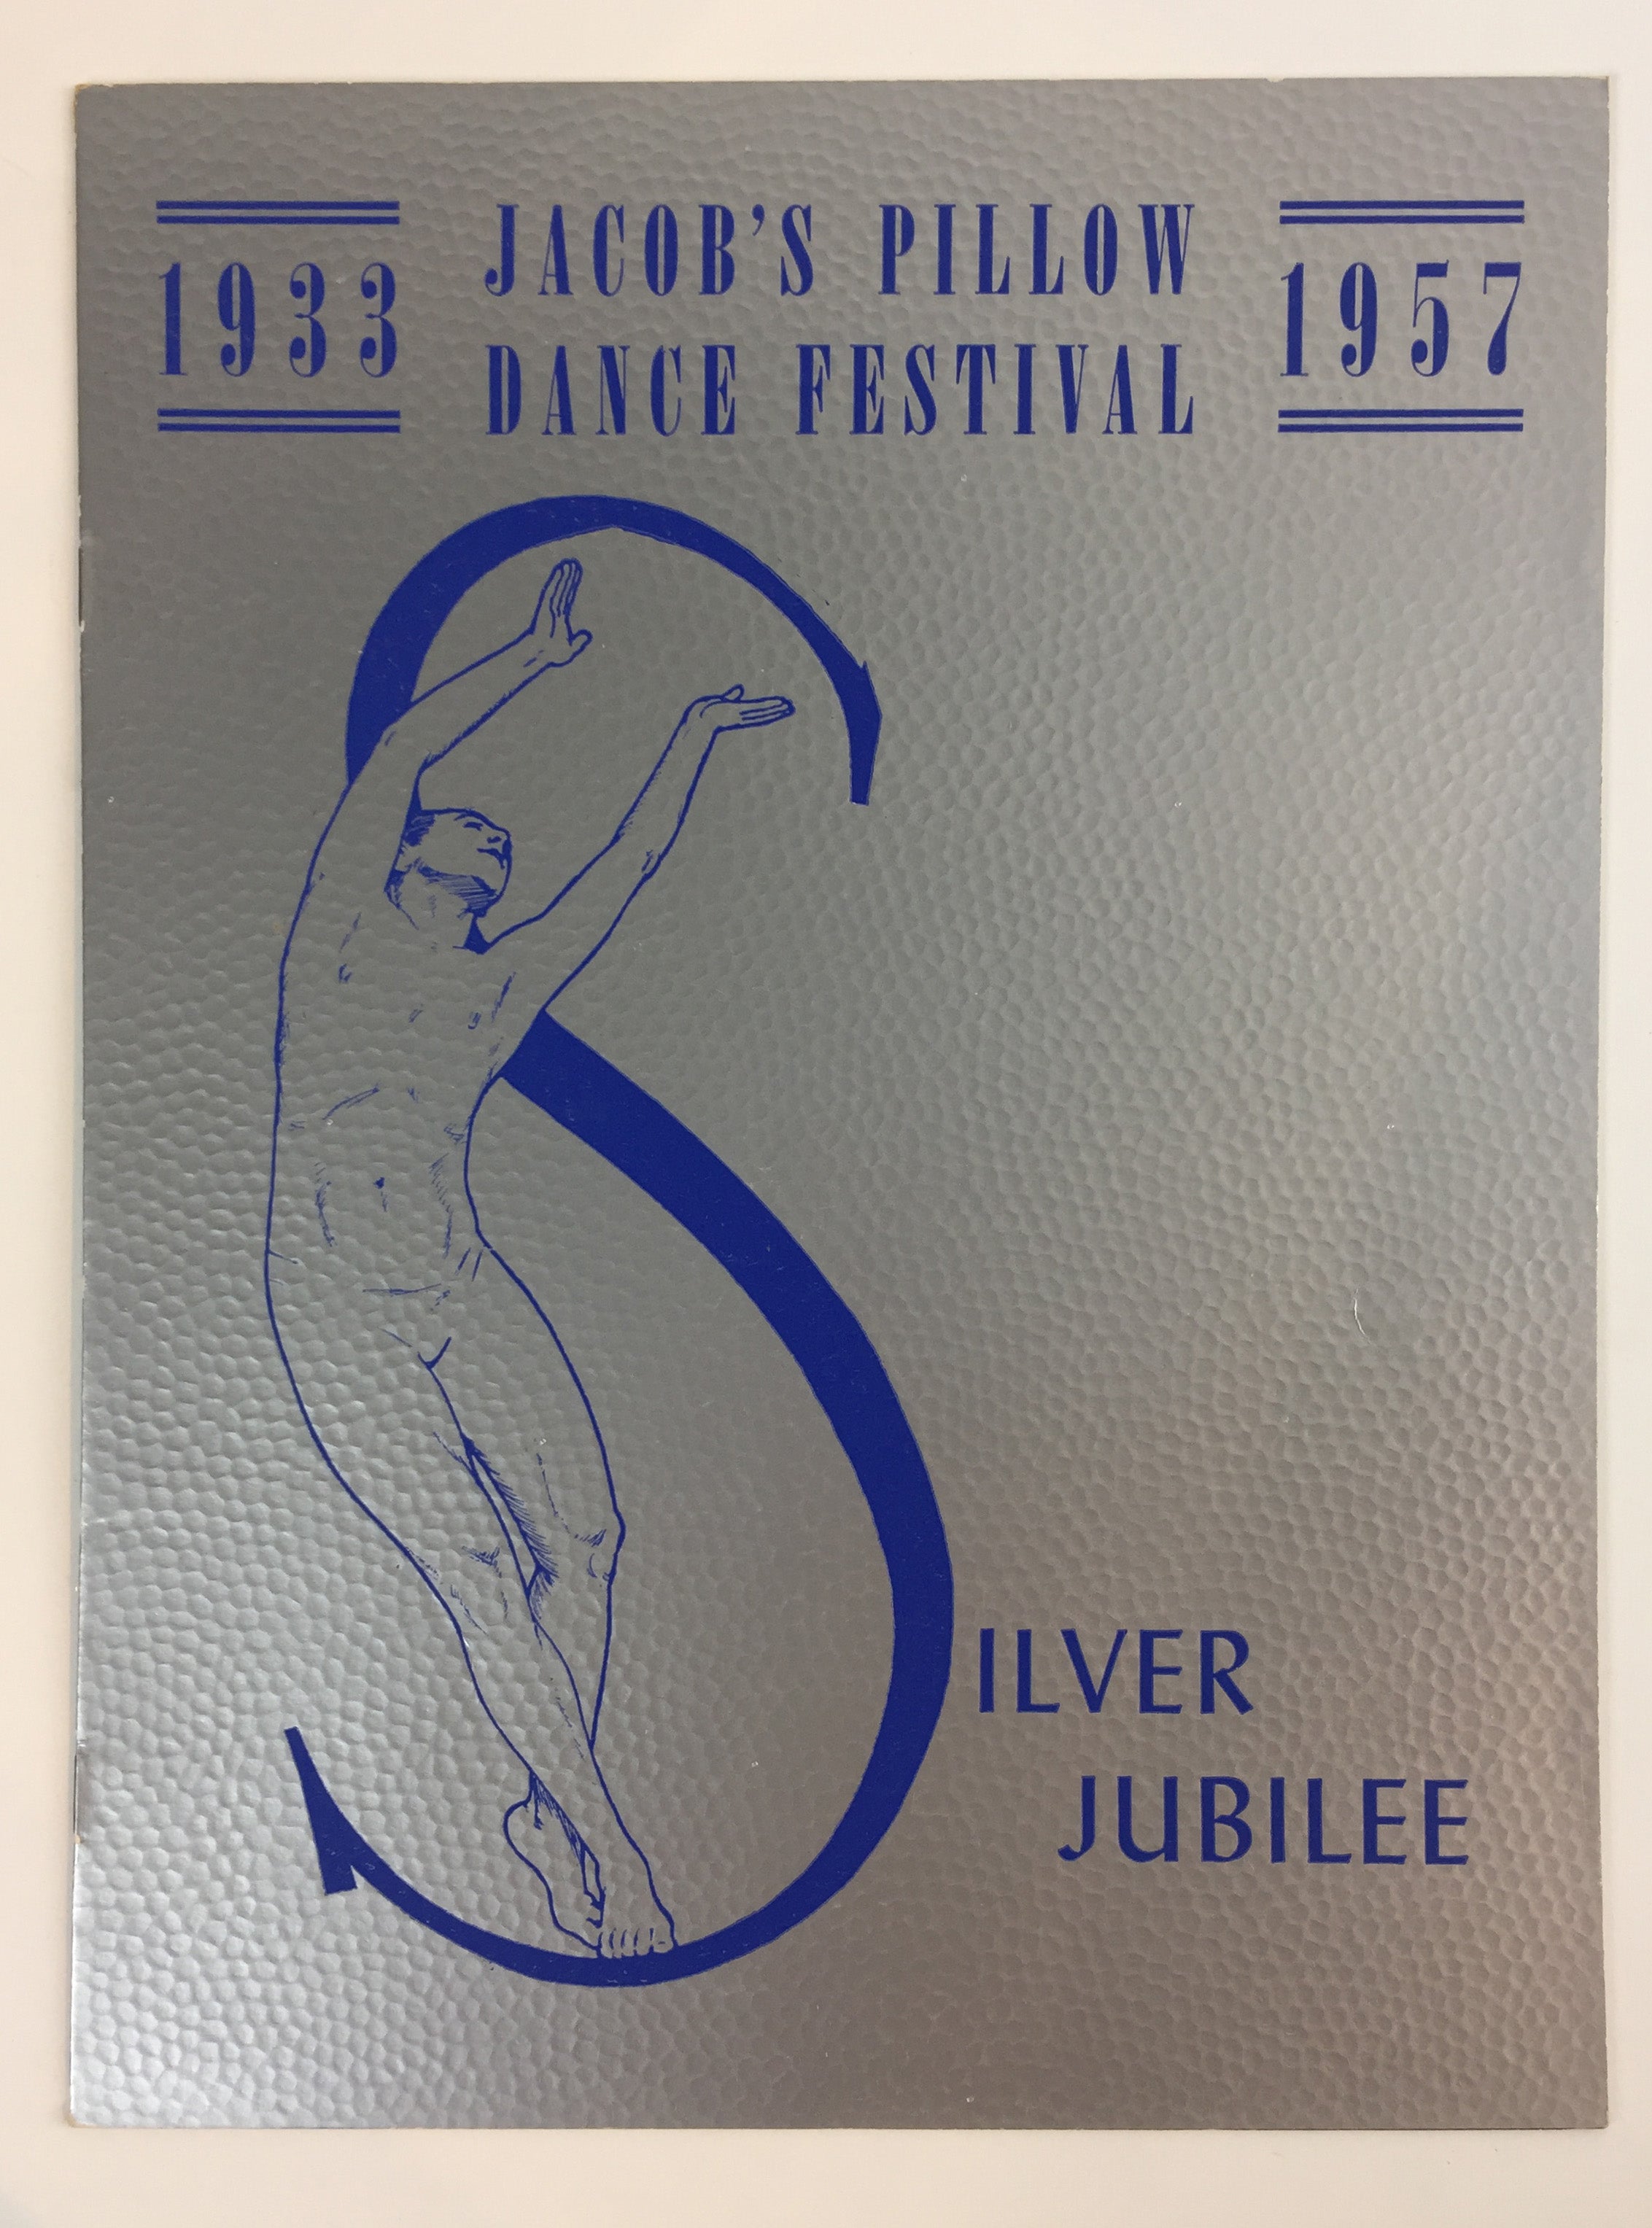 1933
JACOB'S PILLOW
DANCE FESTIVAL
1957
SILVER
JUBILEE